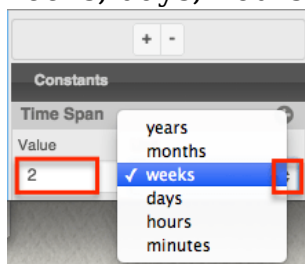 + -
Constants
Time Span
Value
2
years
months
✓ weeks
days
hours
minutes